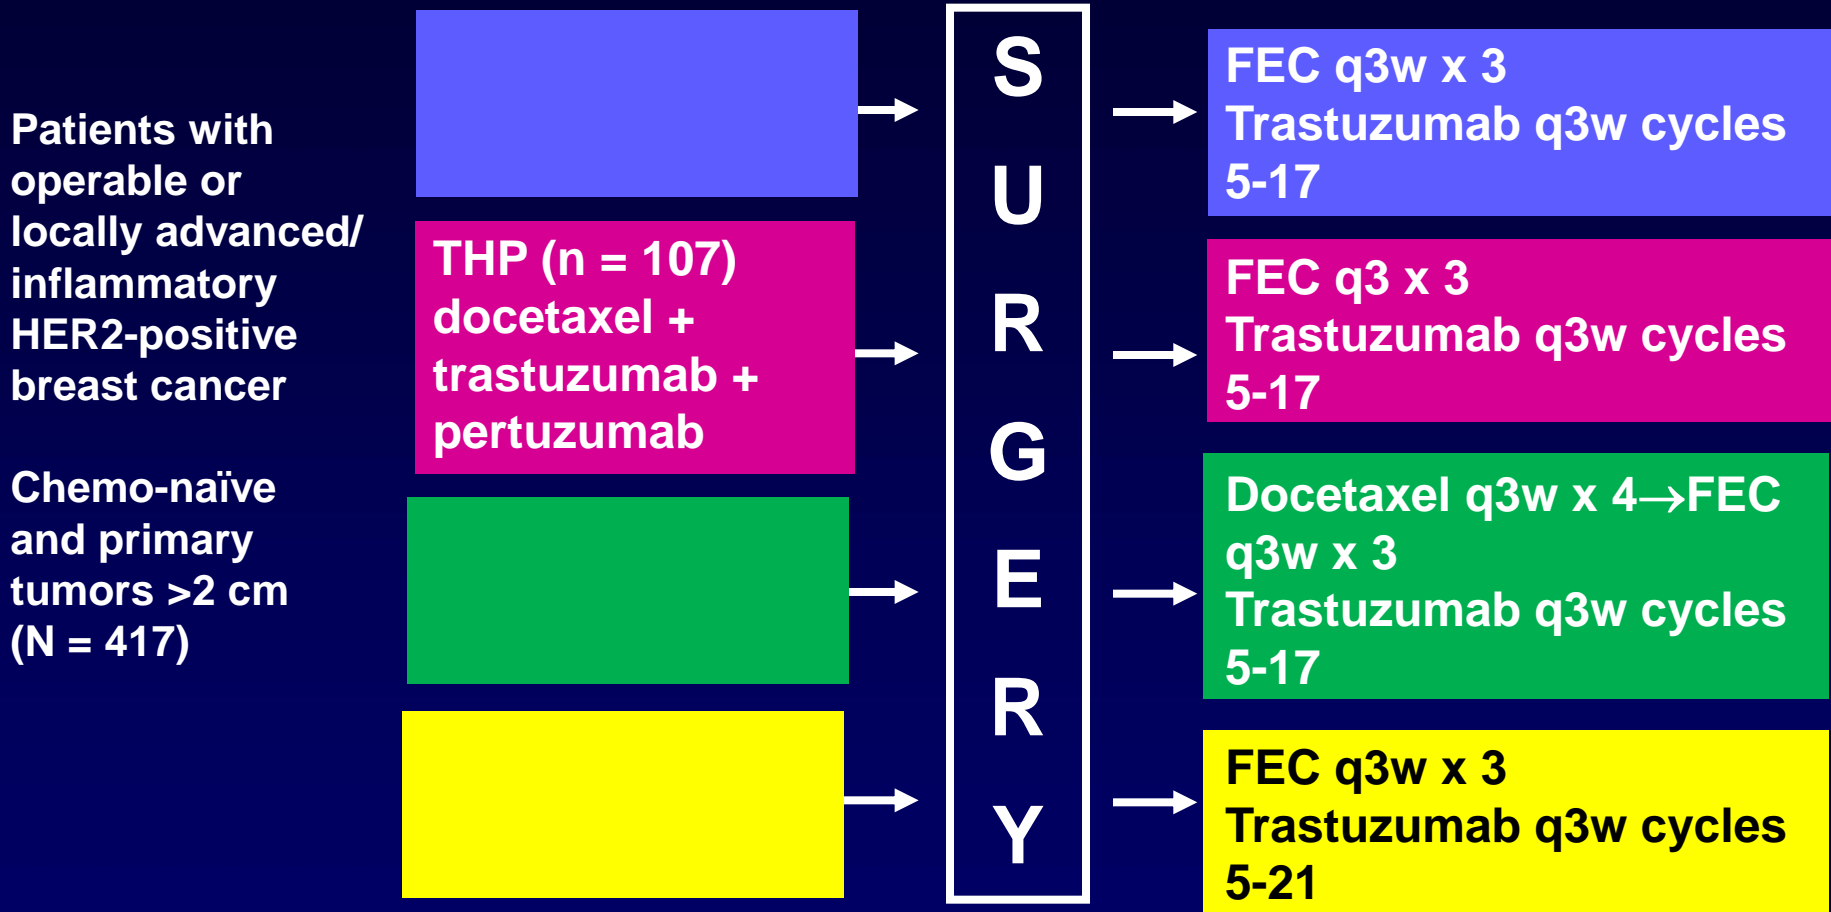 Patients with
operable or
locally advanced/
inflammatory
HER2-positive
breast cancer
Chemo-naïve
and primary
tumors >2 cm
(N = 417)
THP (n = 107)
docetaxel +
trastuzumab +
pertuzumab
S
U
R
G
E
R
Y
FEC q3w x 3
Trastuzumab q3w cycles
5-17
FEC q3 x 3
Trastuzumab q3w cycles
5-17
Docetaxel q3w x 4→FEC
q3w x 3
Trastuzumab q3w cycles
5-17
FEC q3w x 3
Trastuzumab q3w cycles
5-21